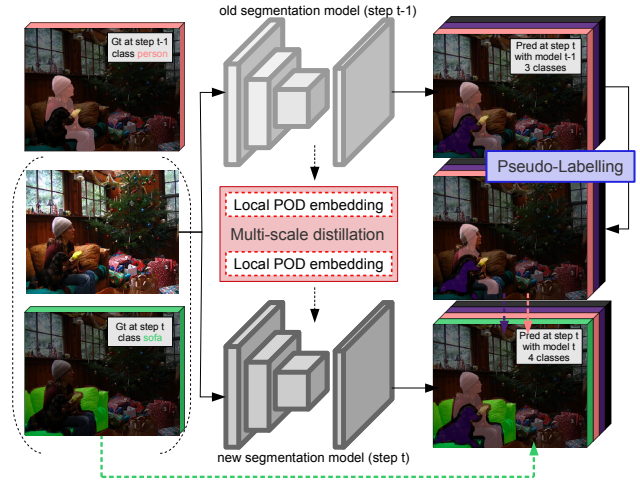 old segmentation model (step t-1)
Gt at step t-1
class person
Pred at step t
with model t-1
3 classes
Pseudo-Labelling
Local POD embedding
Multi-scale distillation
Local POD embedding
Gt at step t
class sofa
Pred at step t
with model t
4 classes
new segmentation model (step t)